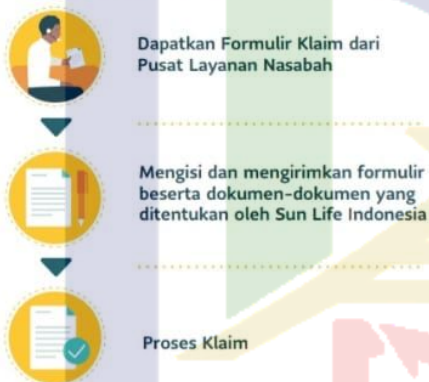 Dapatkan Formulir Klaim dari
Pusat Layanan Nasabah
Mengisi dan mengirimkan formulir
beserta dokumen-dokumen yang
ditentukan oleh Sun Life Indonesia
Proses Klaim